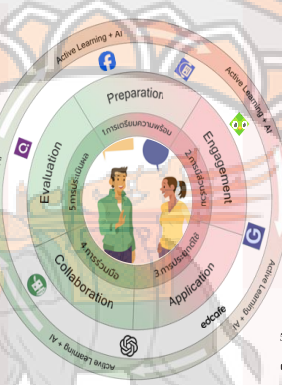 Active Learning + AI
Active Learning + AI
Active Learning + AI
Active Learning + AI
Preparation
1.การเตรียมความพร้อม
Engagement
2.การมีส่วนร่วม
Application
3.การประยุกต์ใช้
Collaboration
4.การร่วมมือ
Evaluation
5.การประเมินผล
edcafe